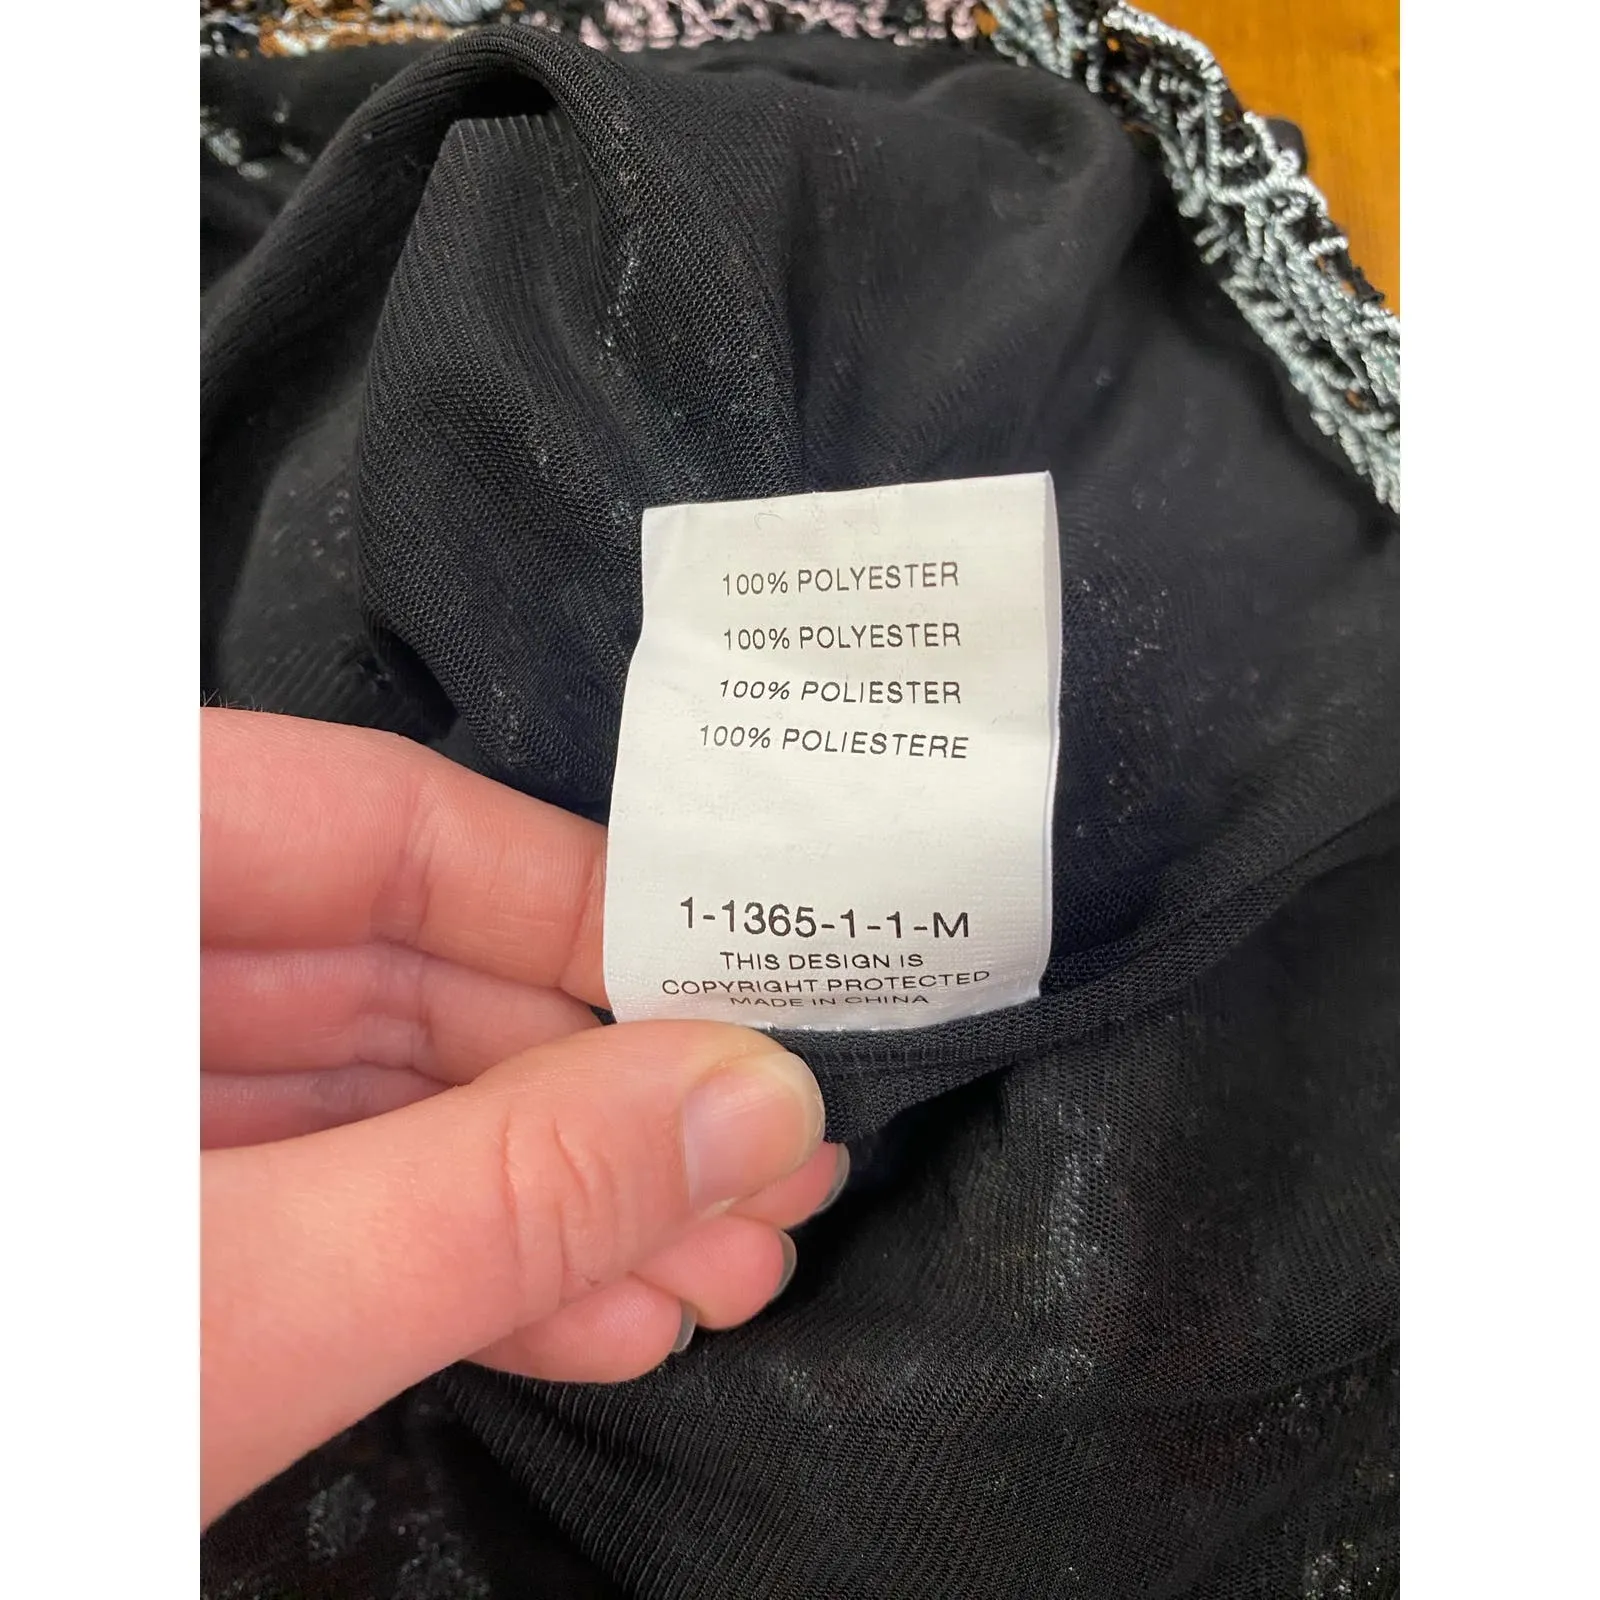 100% POLYESTER
100% POLYESTER
100% POLIESTER
100% POLIESTERE
1-1365-1-1-M
THIS DESIGN IS
COPYRIGHT PROTECTED
MADE IN CHINA